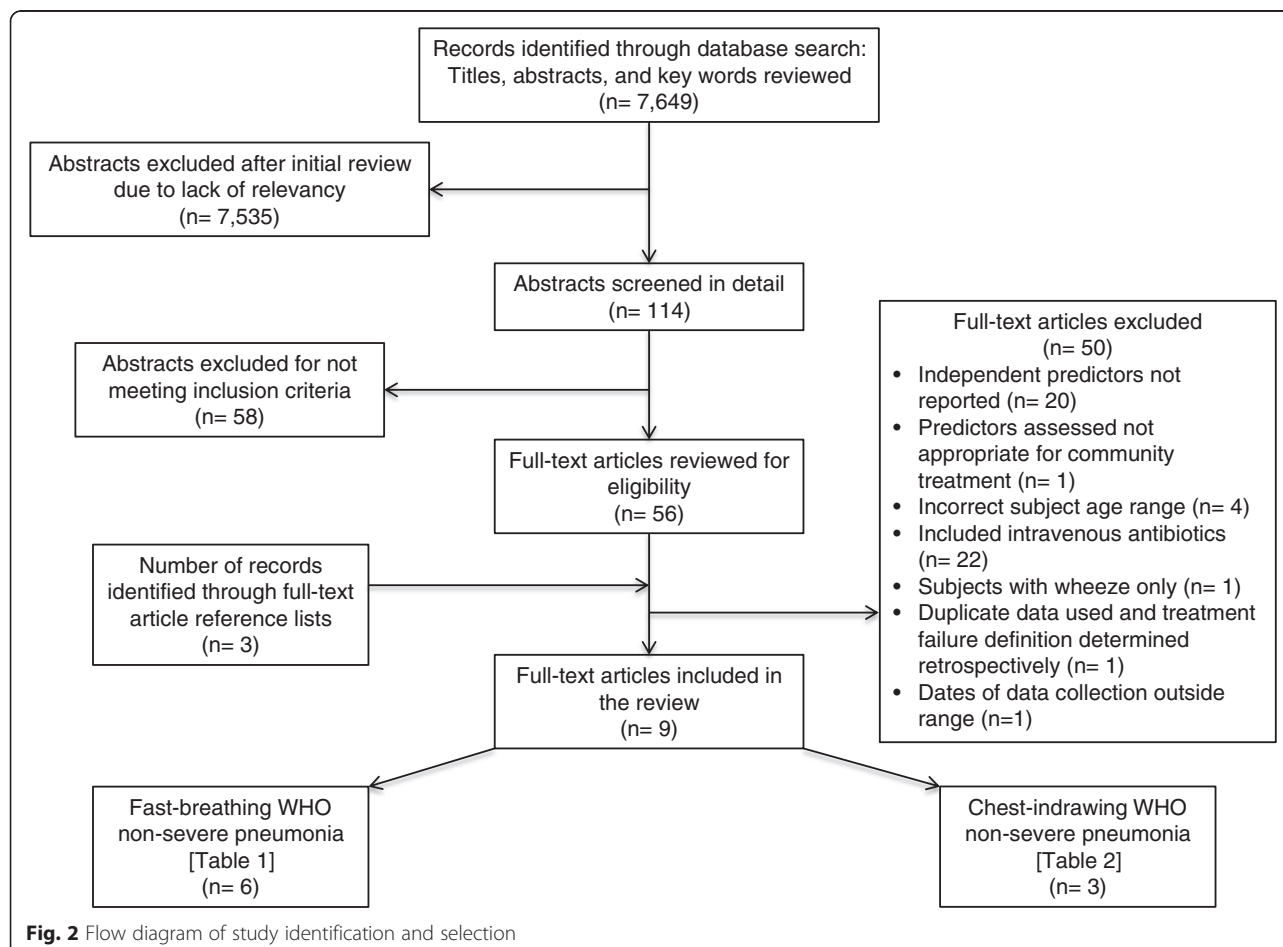 Records identified through database search:
Titles, abstracts, and key words reviewed
(n= 7,649)
Abstracts excluded after initial review
due to lack of relevancy
(n= 7,535)
Abstracts screened in detail
(n= 114)
Abstracts excluded for not
meeting inclusion criteria
(n= 58)
Full-text articles reviewed for
eligibility
(n= 56)
Number of records
identified through full-text
article reference lists
(n= 3)
Full-text articles excluded
(n= 50)
• Independent predictors not
reported (n= 20)
• Predictors assessed not
appropriate for community
treatment (n= 1)
• Incorrect subject age range (n= 4)
• Included intravenous antibiotics
(n= 22)
• Subjects with wheeze only (n= 1)
• Duplicate data used and treatment
failure definition determined
retrospectively (n= 1)
• Dates of data collection outside
range (n=1)
Full-text articles included in
the review
(n= 9)
Fast-breathing WHO
non-severe pneumonia
[Table 1]
(n= 6)
Chest-indrawing WHO
non-severe pneumonia
[Table 2]
(n= 3)
Fig. 2 Flow diagram of study identification and selection